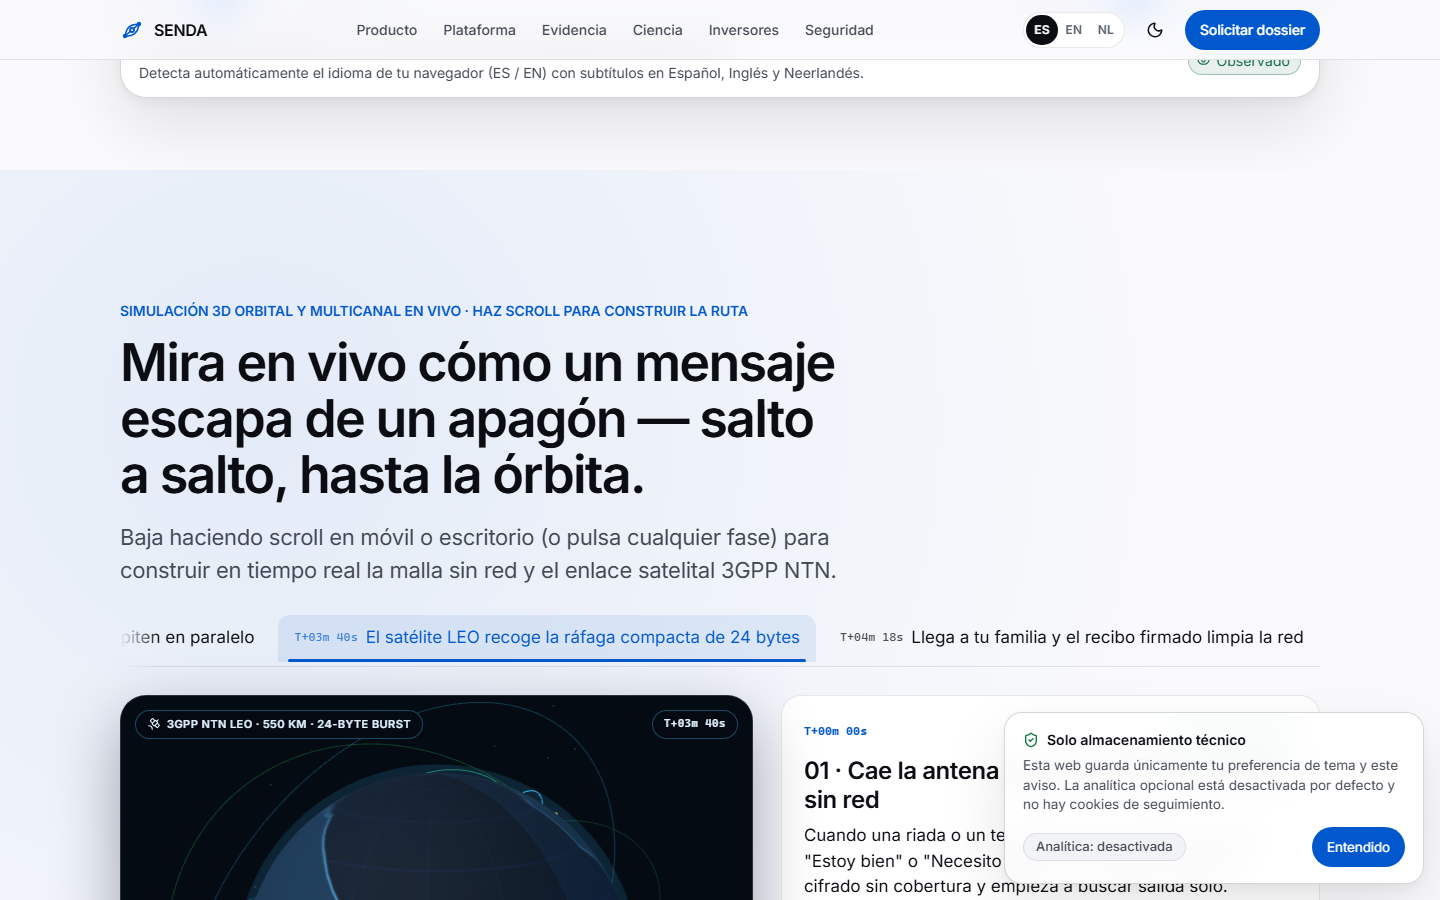 SENDA
Producto
Plataforma
Evidencia
Ciencia
Inversores
Seguridad
ES EN NL
Solicitar dossier
Detecta automáticamente el idioma de tu navegador (ES / EN) con subtítulos en Español, Inglés y Neerlandés.
Observado
SIMULACIÓN 3D ORBITAL Y MULTICANAL EN VIVO · HAZ SCROLL PARA CONSTRUIR LA RUTA
Mira en vivo cómo un mensaje
escapa de un apagón — salto
a salto, hasta la órbita.
Baja haciendo scroll en móvil o escritorio (o pulsa cualquier fase) para
construir en tiempo real la malla sin red y el enlace satelital 3GPP NTN.
piten en paralelo
T+03m 40s El satélite LEO recoge la ráfaga compacta de 24 bytes
T+04m 18s Llega a tu familia y el recibo firmado limpia la red
3GPP NTN LEO · 550 KM · 24-BYTE BURST
T+03m 40s
T+00m 00s
01 · Cae la antena
sin red
Cuando una riada o un te
"Estoy bien" o "Necesito
cifrado sin cobertura y empieza a buscar salida solo.
Solo almacenamiento técnico
Esta web guarda únicamente tu preferencia de tema y este
aviso. La analítica opcional está desactivada por defecto y
no hay cookies de seguimiento.
Analítica: desactivada
Entendido